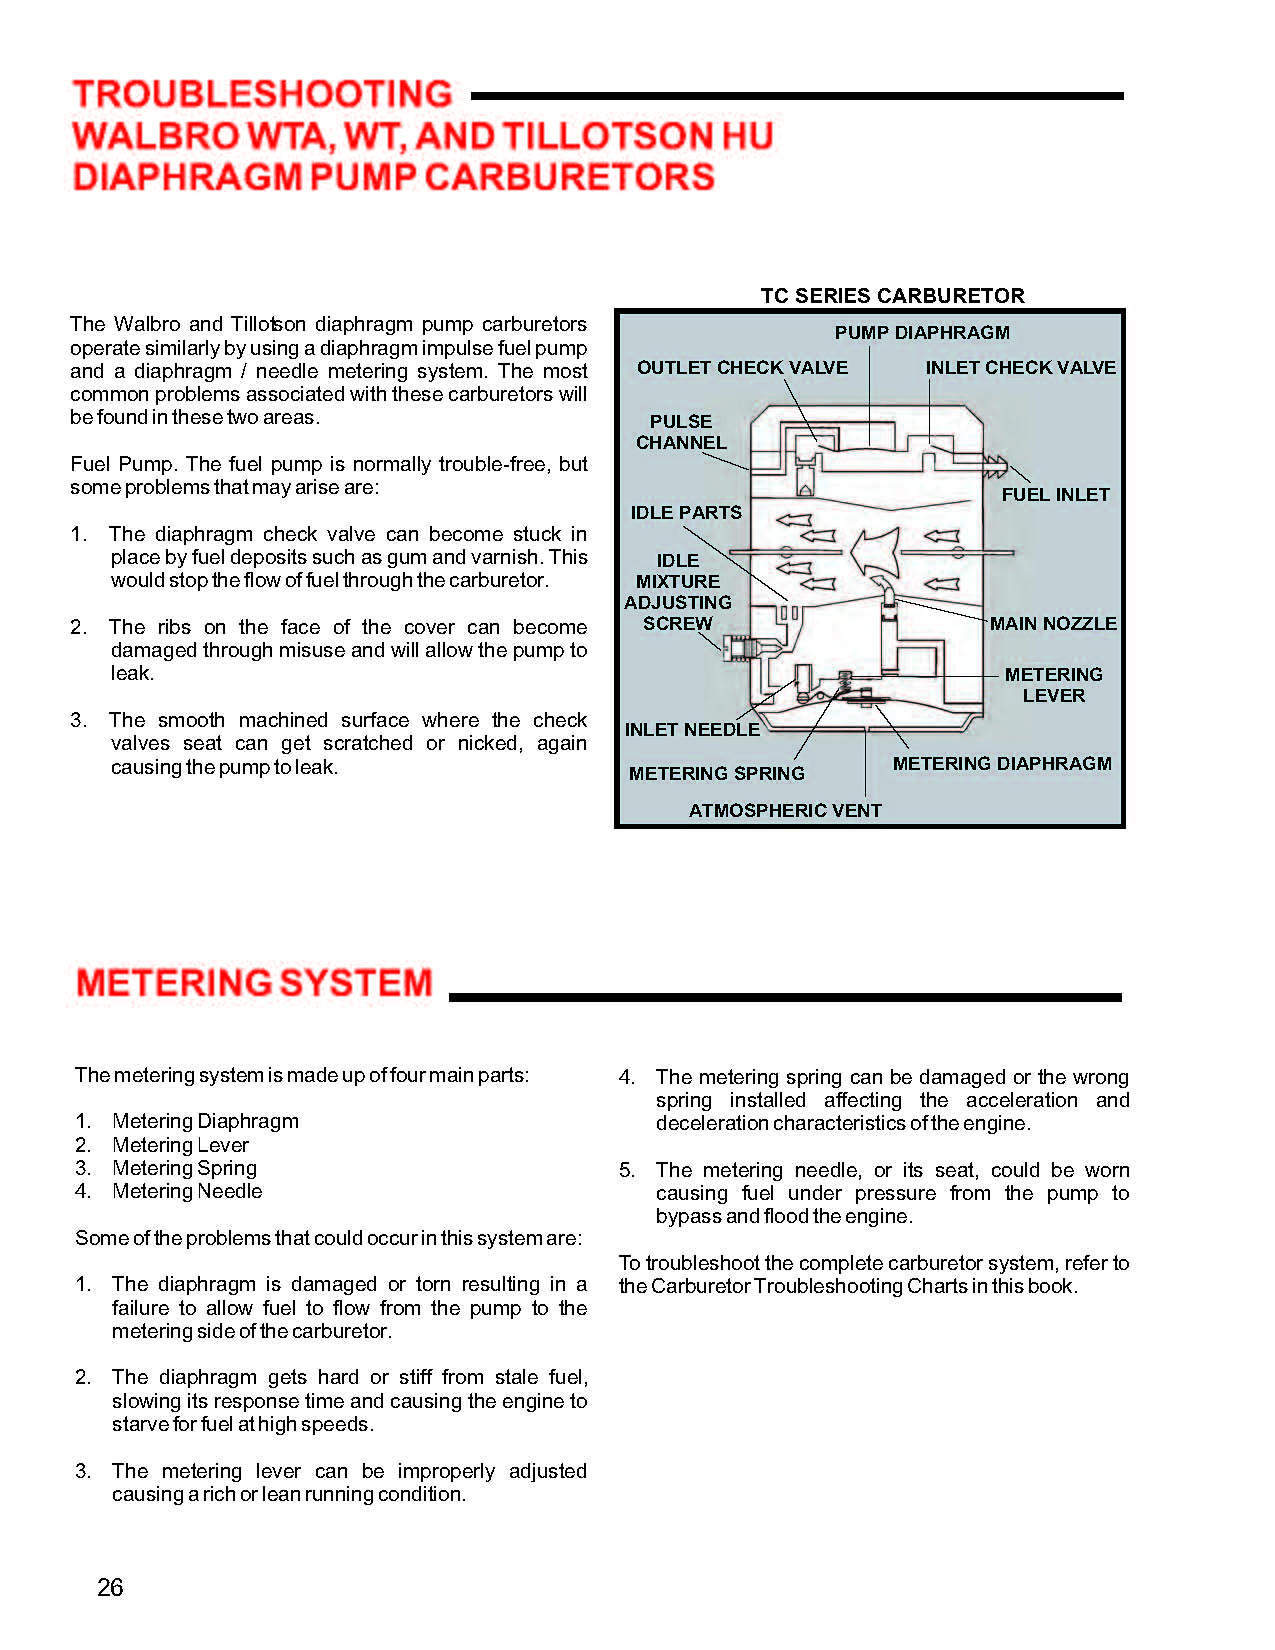 TROUBLESHOOTING
WALBRO WTA, WT, AND TILLOTSON HU
DIAPHRAGM PUMP CARBURETORS
The Walbro and Tillotson diaphragm pump carburetors
operate similarly by using a diaphragm impulse fuel pump
and a diaphragm / needle metering system. The most
common problems associated with these carburetors will
be found in these two areas.
Fuel Pump. The fuel pump is normally trouble-free, but
some problems that may arise are:
1. The diaphragm check valve can become stuck in
place by fuel deposits such as gum and varnish. This
would stop the flow of fuel through the carburetor.
2. The ribs on the face of the cover can become
damaged through misuse and will allow the pump to
leak.
3. The smooth machined surface where the check
valves seat can get scratched or nicked, again
causing the pump to leak.
TC SERIES CARBURETOR
PUMP DIAPHRAGM
OUTLET CHECK VALVE
INLET CHECK VALVE
PULSE
CHANNEL
FUEL INLET
IDLE PARTS
IDLE
MIXTURE
ADJUSTING
SCREW
MAIN NOZZLE
METERING
LEVER
INLET NEEDLE
METERING DIAPHRAGM
METERING SPRING
ATMOSPHERIC VENT
METERING SYSTEM
The metering system is made up of four main parts:
1. Metering Diaphragm
2. Metering Lever
3. Metering Spring
4. Metering Needle
Some of the problems that could occur in this system are:
1. The diaphragm is damaged or torn resulting in a
failure to allow fuel to flow from the pump to the
metering side of the carburetor.
2. The diaphragm gets hard or stiff from stale fuel,
slowing its response time and causing the engine to
starve for fuel at high speeds.
3. The metering lever can be improperly adjusted
causing a rich or lean running condition.
4. The metering spring can be damaged or the wrong
spring installed affecting the acceleration and
deceleration characteristics of the engine.
5. The metering needle, or its seat, could be worn
causing fuel under pressure from the pump to
bypass and flood the engine.
To troubleshoot the complete carburetor system, refer to
the Carburetor Troubleshooting Charts in this book.
26